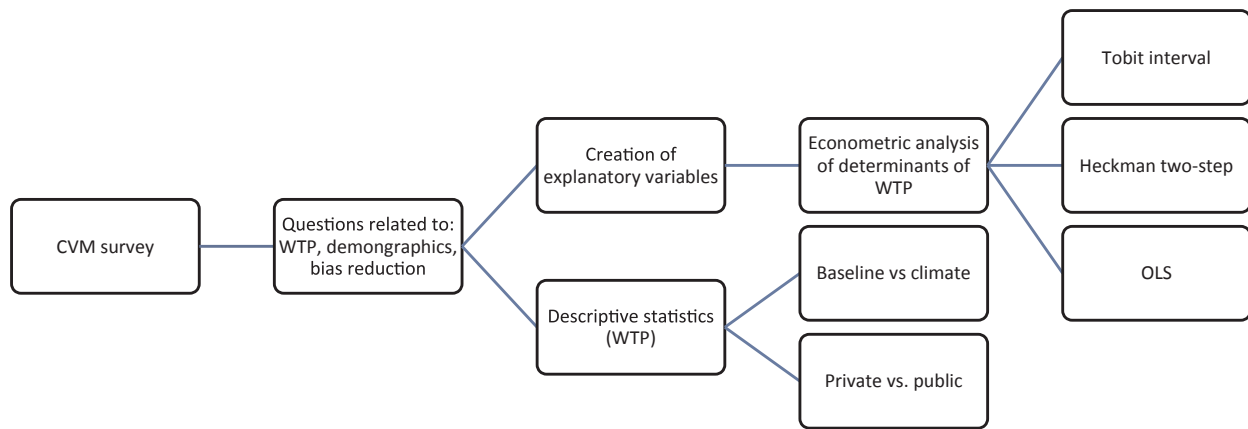 CVM survey
Questions related to:
WTP, demongraphics,
bias reduction
Creation of
explanatory variables
Econometric analysis
of determinants of
WTP
Tobit interval
Heckman two-step
OLS
Descriptive statistics
(WTP)
Baseline vs climate
Private vs. public